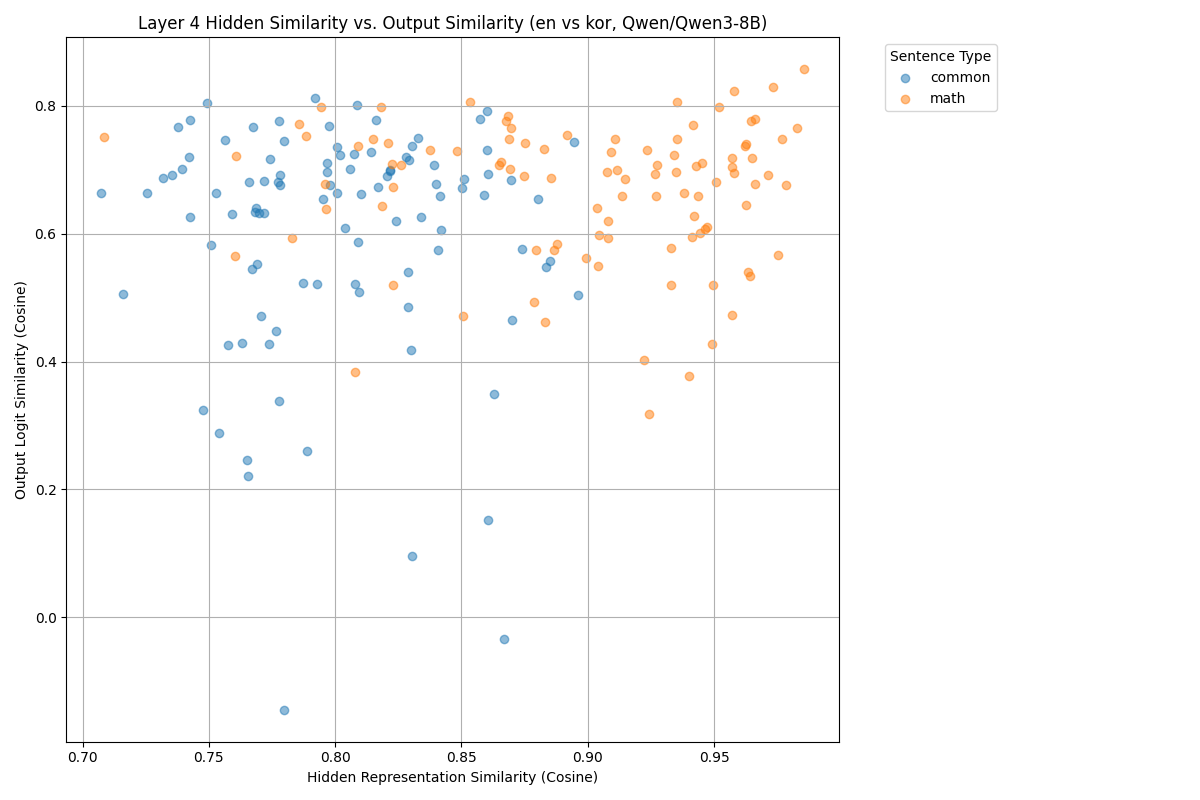 Layer 4 Hidden Similarity vs. Output Similarity (en vs kor, Qwen/Qwen3-8B)
Sentence Type
common
math
Output Logit Similarity (Cosine)
0.8
0.6
0.4
0.2
0.0
0.70 0.75 0.80 0.85 0.90 0.95
Hidden Representation Similarity (Cosine)